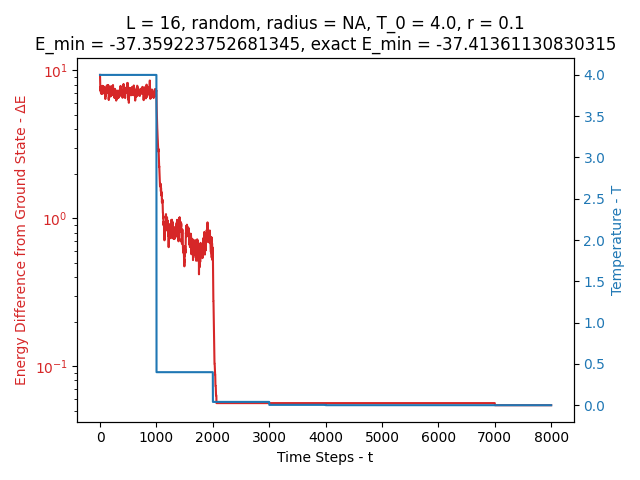 L = 16, random, radius = NA, T_0 = 4.0, r = 0.1
E_min = -37.359223752681345, exact E_min = -37.41361130830315
Energy Difference from Ground State - ΔE
10^1
10^0
10^-1
4.0
3.5
3.0
2.5
2.0
1.5
1.0
0.5
0.0
Temperature - T
0 1000 2000 3000 4000 5000 6000 7000 8000
Time Steps - t